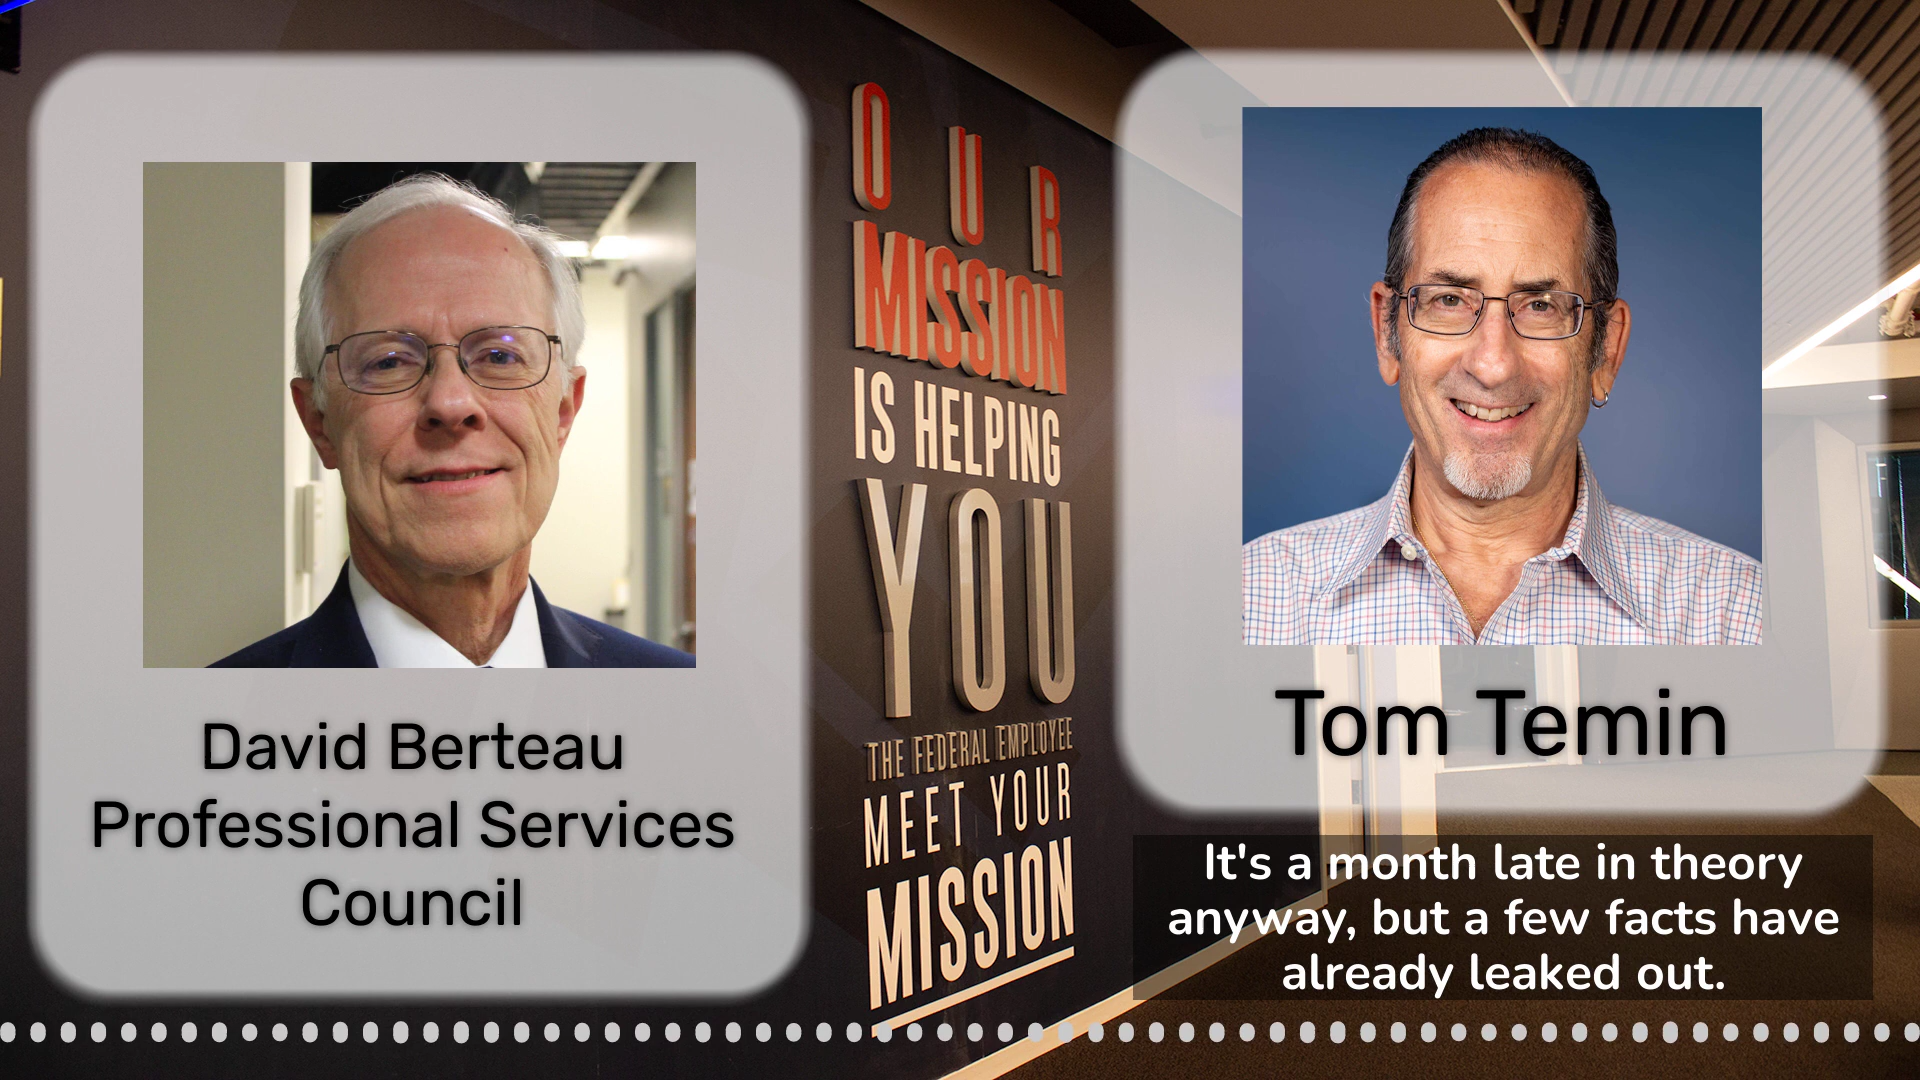 David Berteau
Professional Services
Council
OUR
MISSION
IS HELPING
YOU
THE FEDERAL EMPLOYEE
MEET YOUR
MISSION
Tom Temin
It's a month late in theory
anyway, but a few facts have
already leaked out.